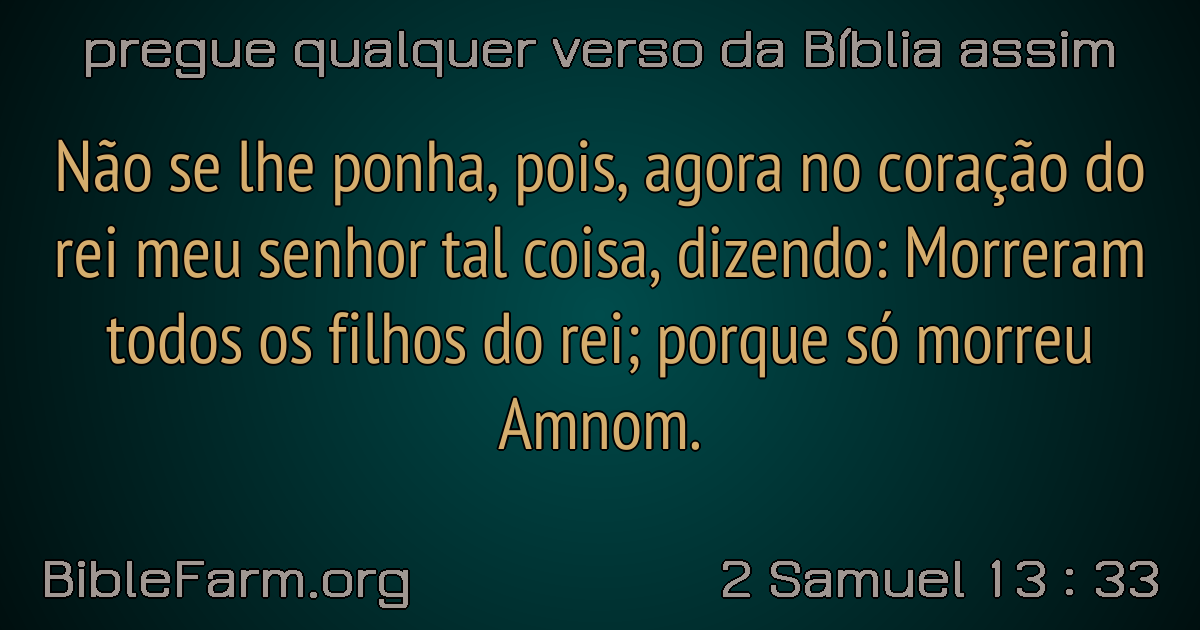 pregue qualquer verso da Bíblia assim
Não se lhe ponha, pois, agora no coração do
rei meu senhor tal coisa, dizendo: Morreram
todos os filhos do rei; porque só morreu
Amnom.
BibleFarm.org
2 Samuel 13 : 33